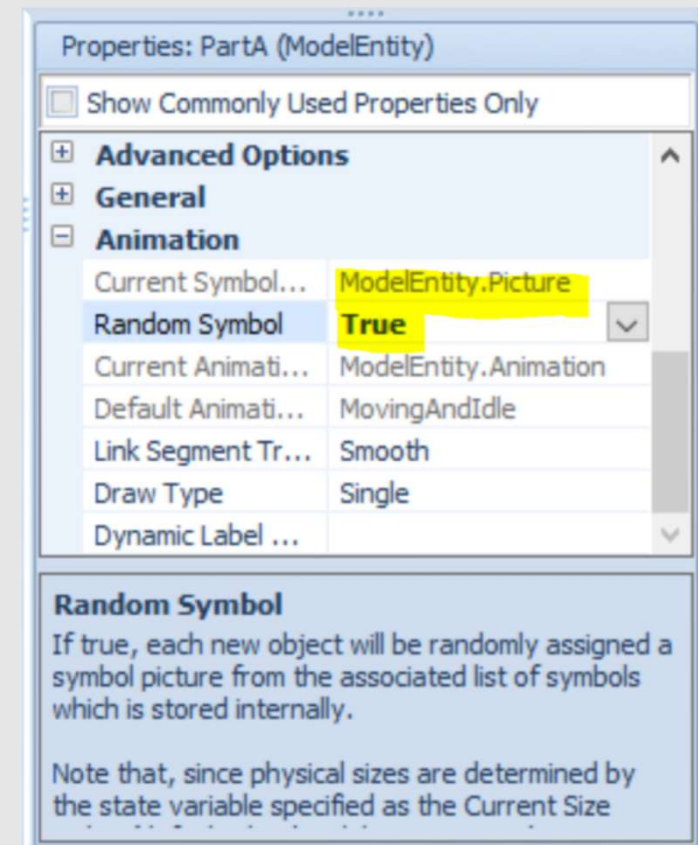 Properties: PartA (ModelEntity)
Show Commonly Used Properties Only
Advanced Options
General
Animation
Current Symbol... ModelEntity.Picture
Random Symbol True
Current Animati... ModelEntity.Animation
Default Animati... MovingAndIdle
Link Segment Tr... Smooth
Draw Type Single
Dynamic Label ...
Random Symbol
If true, each new object will be randomly assigned a
symbol picture from the associated list of symbols
which is stored internally.
Note that, since physical sizes are determined by
the state variable specified as the Current Size